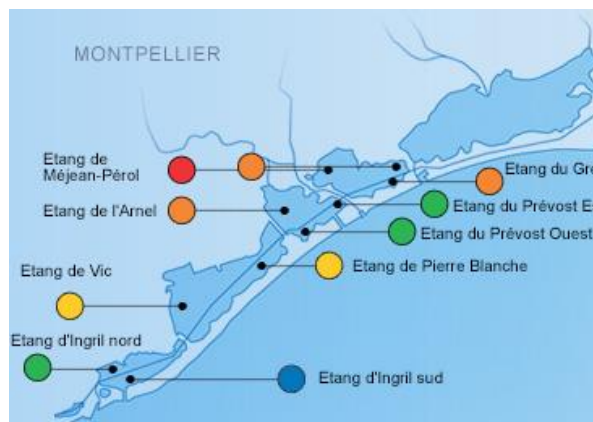 MONTPELLIER
Etang de
Méjean-Pérol
Etang du Gre
Etang de l'Arnel
Etang du Prévost E
Etang du Prévost Ouest
Etang de Vic
Etang de Pierre Blanche
Etang d'Ingril nord
Etang d'Ingril sud